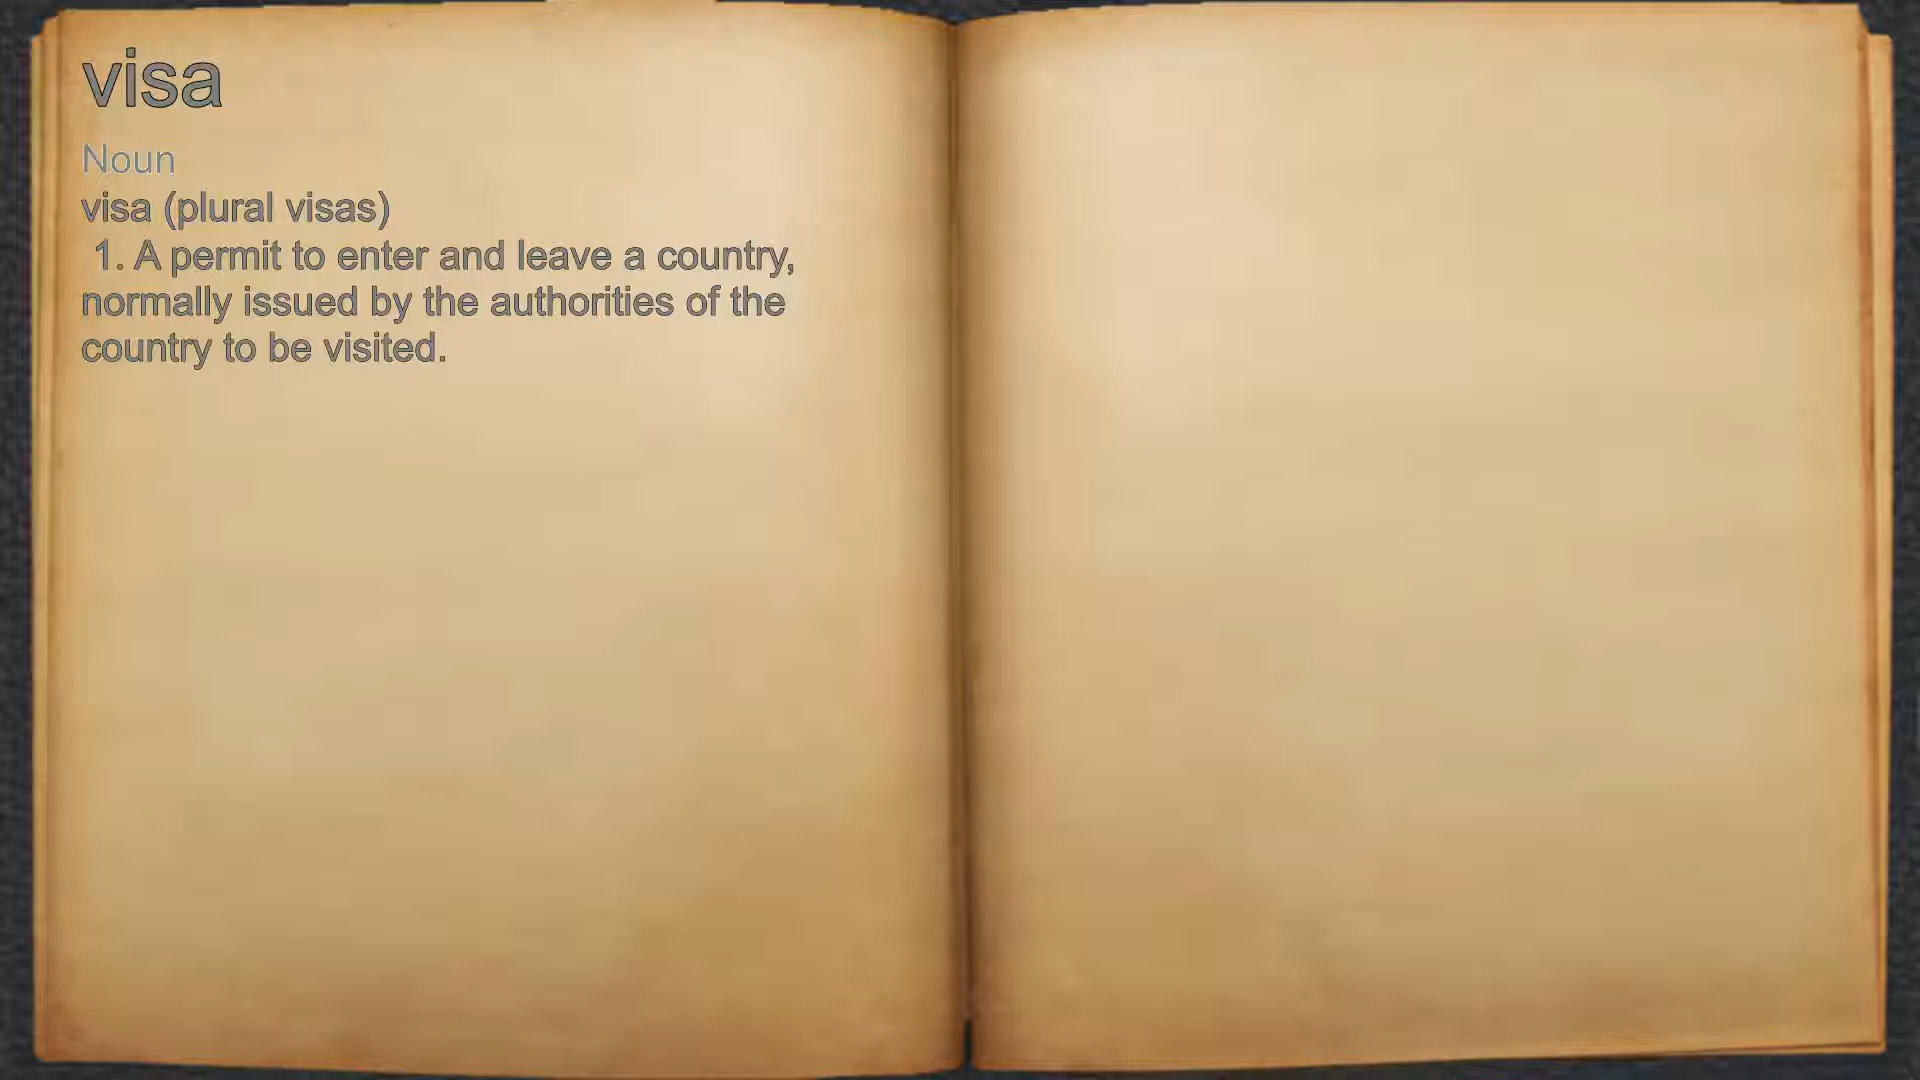 visa
Noun
visa (plural visas)
1. A permit to enter and leave a country,
normally issued by the authorities of the
country to be visited.